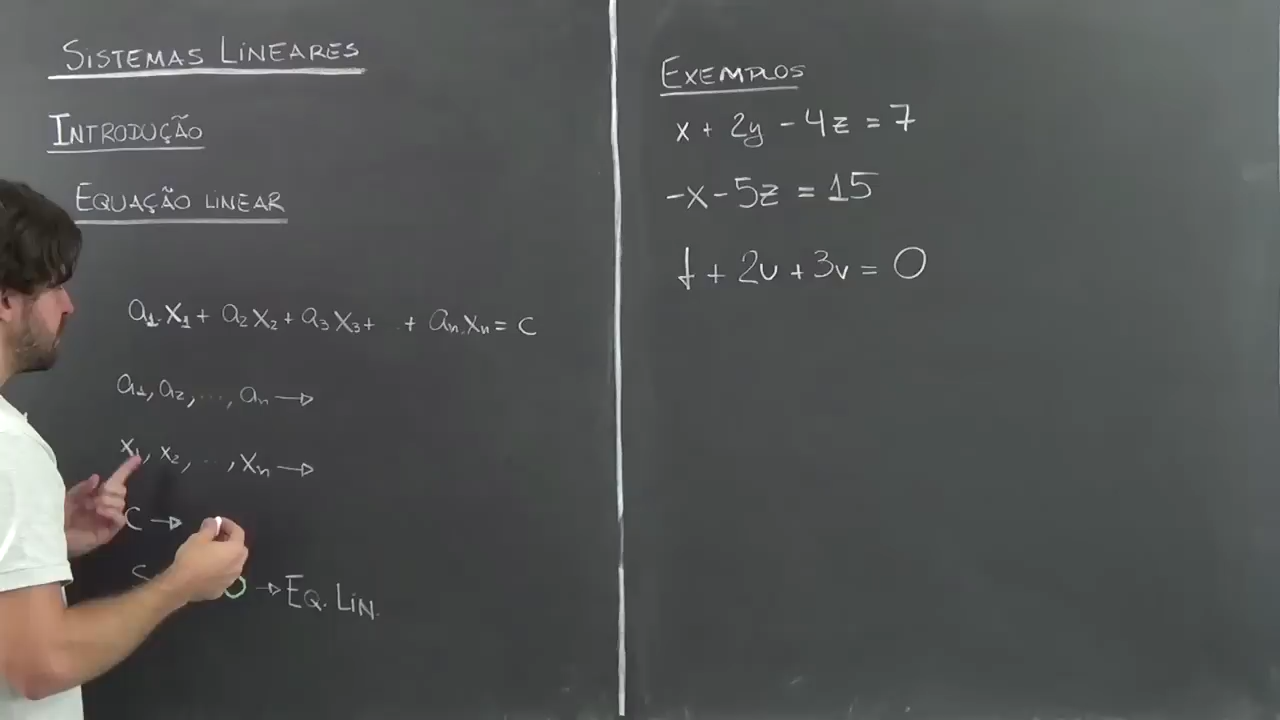 SISTEMAS LINEARES
INTRODUÇÃO
EQUAÇÃO LINEAR
a₁.x₁ + a₂x₂ + a₃x₃ + ... + aₙ.xₙ = C
a₁, a₂, ..., aₙ →
x₁, x₂, ..., xₙ →
C →
→ EQ. LIN.
EXEMPLOS
x + 2y - 4z = 7
-x - 5z = 15
t + 2u + 3v = 0